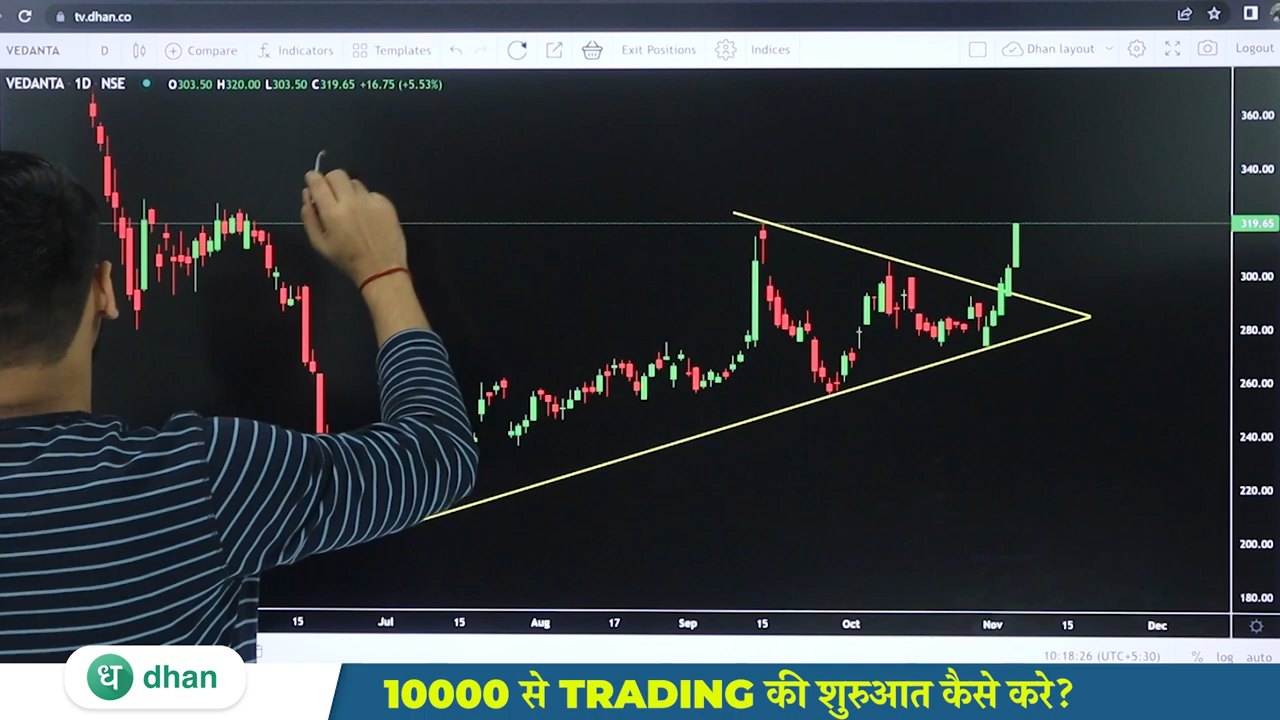 tv.dhan.co
VEDANTA D Compare Indicators Templates Exit Positions Indices Dhan layout Logout
VEDANTA 1D NSE O303.50 H320.00 L303.50 C319.65 +16.75 (+5.53%)
360.00
340.00
319.65
300.00
280.00
260.00
240.00
220.00
200.00
180.00
15 Jul 15 Aug 17 Sep 15 Oct Nov 15 Dec
10:18:26 (UTC+5:30) % log auto
ध dhan
10000 से TRADING की शुरुआत कैसे करे?